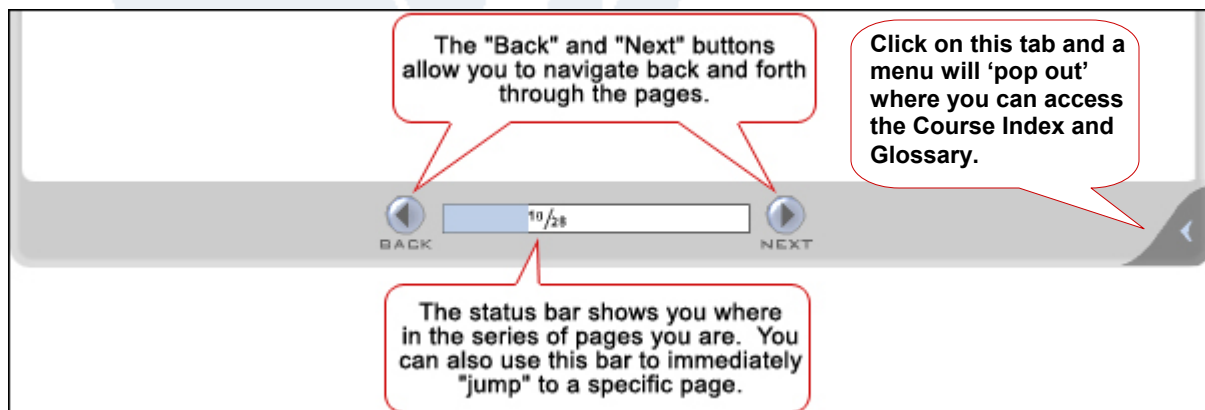 The "Back" and "Next" buttons
allow you to navigate back and forth
through the pages.
Click on this tab and a
menu will ‘pop out’
where you can access
the Course Index and
Glossary.
10/28
BACK
NEXT
The status bar shows you where
in the series of pages you are.  You
can also use this bar to immediately
"jump" to a specific page.